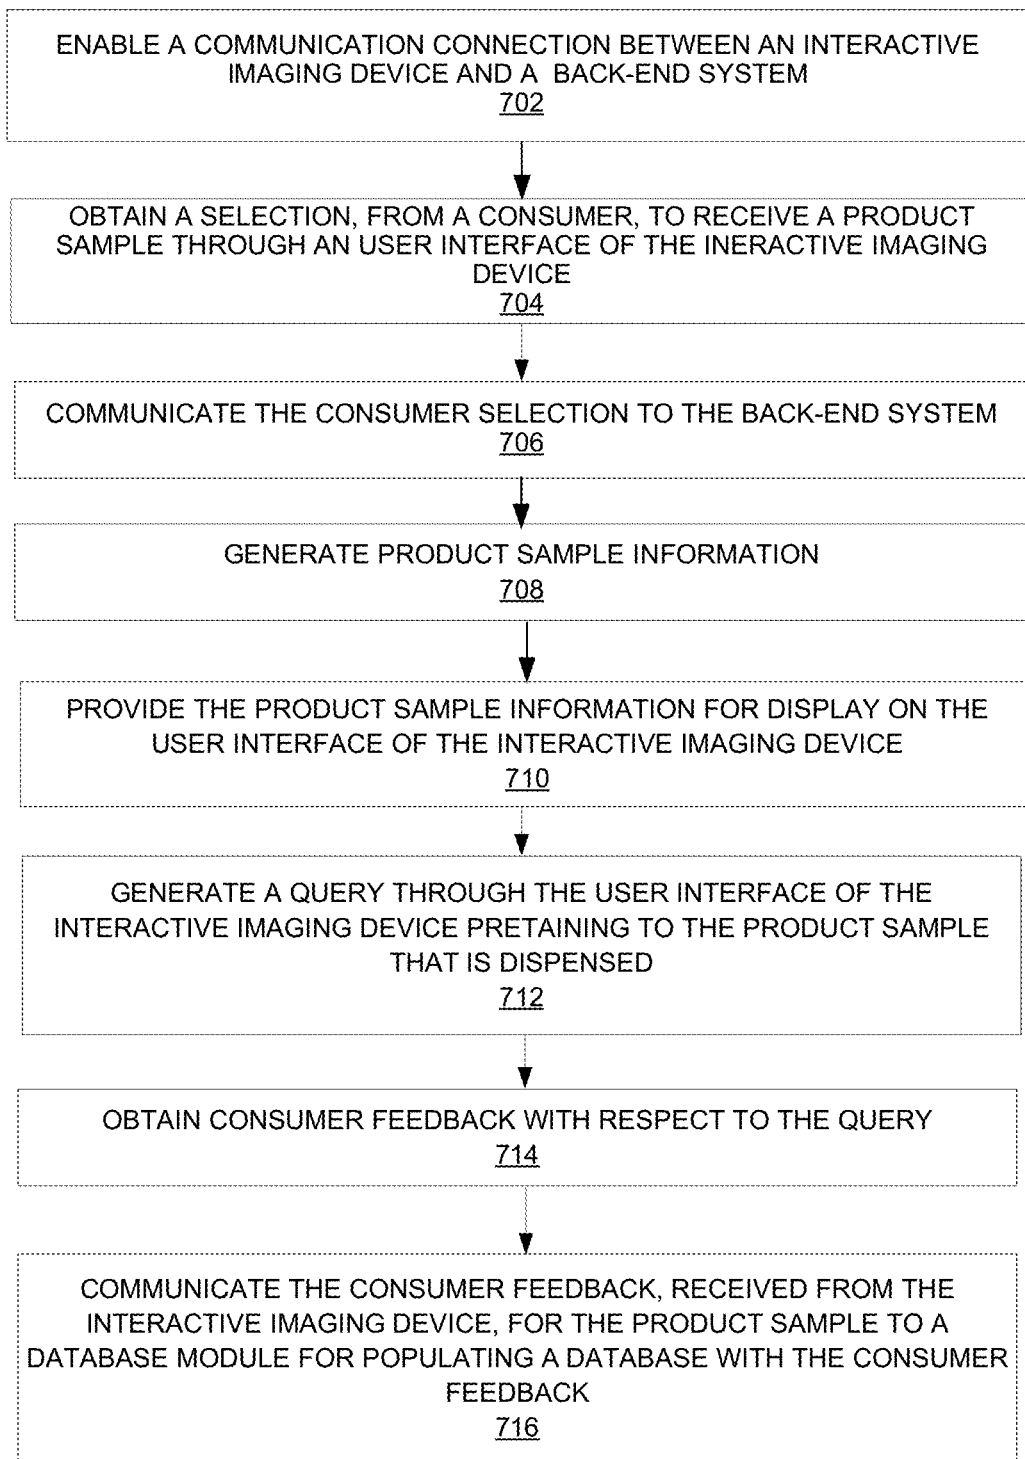 ENABLE A COMMUNICATION CONNECTION BETWEEN AN INTERACTIVE
IMAGING DEVICE AND A BACK-END SYSTEM
702
OBTAIN A SELECTION, FROM A CONSUMER, TO RECEIVE A PRODUCT
SAMPLE THROUGH AN USER INTERFACE OF THE INERACTIVE IMAGING
DEVICE
704
COMMUNICATE THE CONSUMER SELECTION TO THE BACK-END SYSTEM
706
GENERATE PRODUCT SAMPLE INFORMATION
708
PROVIDE THE PRODUCT SAMPLE INFORMATION FOR DISPLAY ON THE
USER INTERFACE OF THE INTERACTIVE IMAGING DEVICE
710
GENERATE A QUERY THROUGH THE USER INTERFACE OF THE
INTERACTIVE IMAGING DEVICE PRETAINING TO THE PRODUCT SAMPLE
THAT IS DISPENSED
712
OBTAIN CONSUMER FEEDBACK WITH RESPECT TO THE QUERY
714
COMMUNICATE THE CONSUMER FEEDBACK, RECEIVED FROM THE
INTERACTIVE IMAGING DEVICE, FOR THE PRODUCT SAMPLE TO A
DATABASE MODULE FOR POPULATING A DATABASE WITH THE CONSUMER
FEEDBACK
716